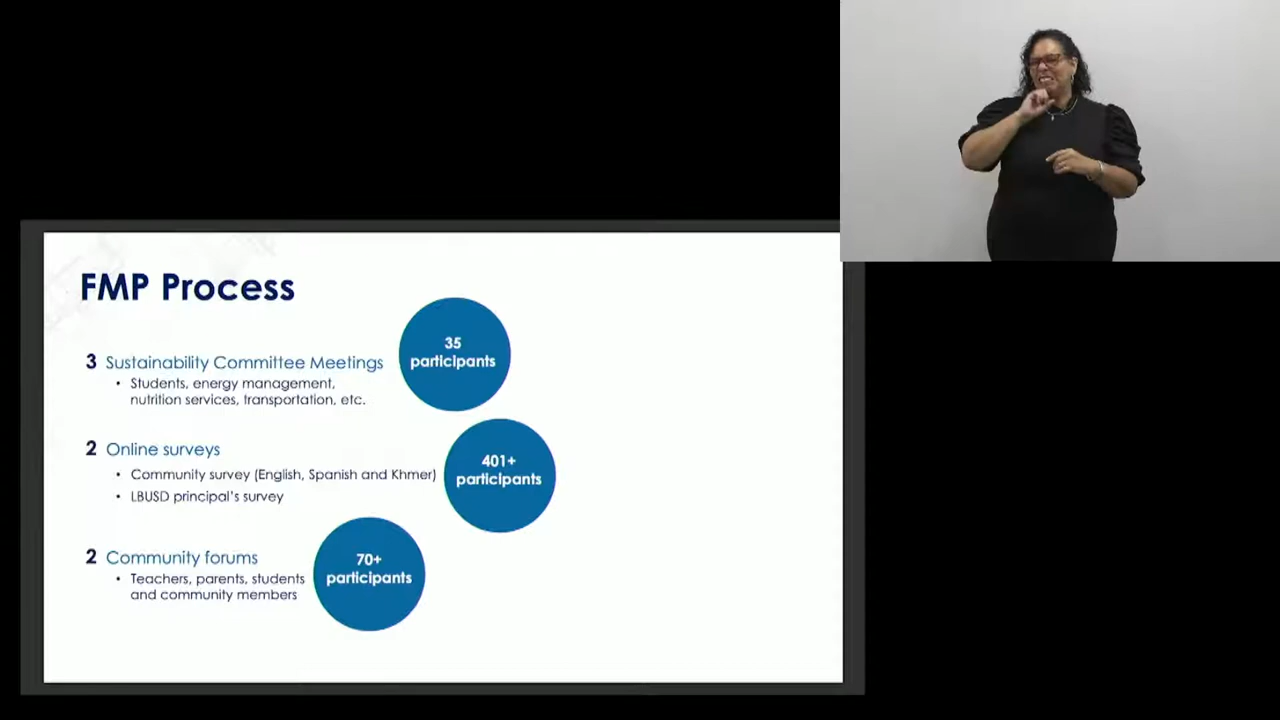 FMP Process
3 Sustainability Committee Meetings
• Students, energy management,
nutrition services, transportation, etc.
35
participants
2 Online surveys
• Community survey (English, Spanish and Khmer)
• LBUSD principal's survey
401+
participants
2 Community forums
• Teachers, parents, students
and community members
70+
participants